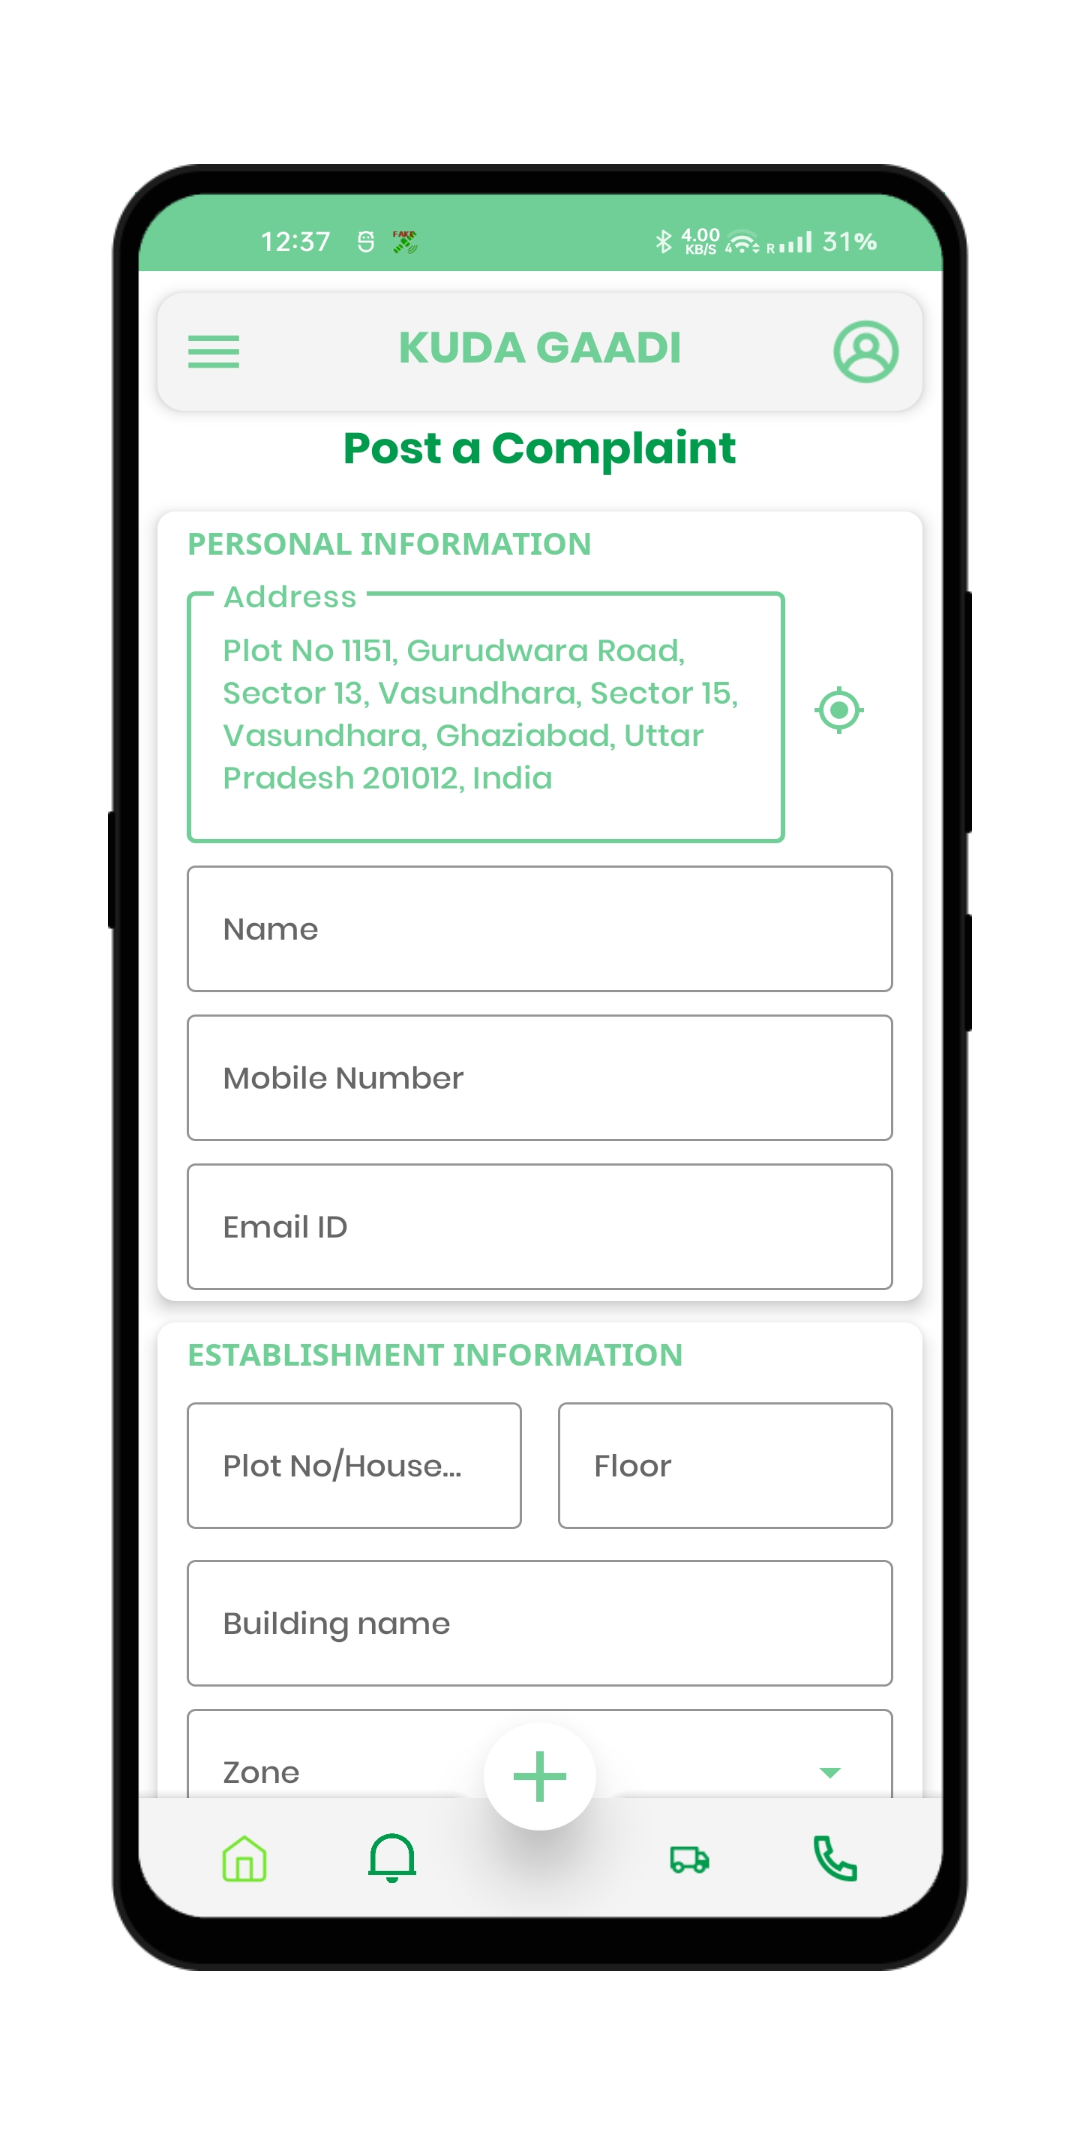 12:37 FAKE 4.00 KB/S 4 R 31%
KUDA GAADI
Post a Complaint
PERSONAL INFORMATION
Address
Plot No 1151, Gurudwara Road,
Sector 13, Vasundhara, Sector 15,
Vasundhara, Ghaziabad, Uttar
Pradesh 201012, India
Name
Mobile Number
Email ID
ESTABLISHMENT INFORMATION
Plot No/House... Floor
Building name
Zone